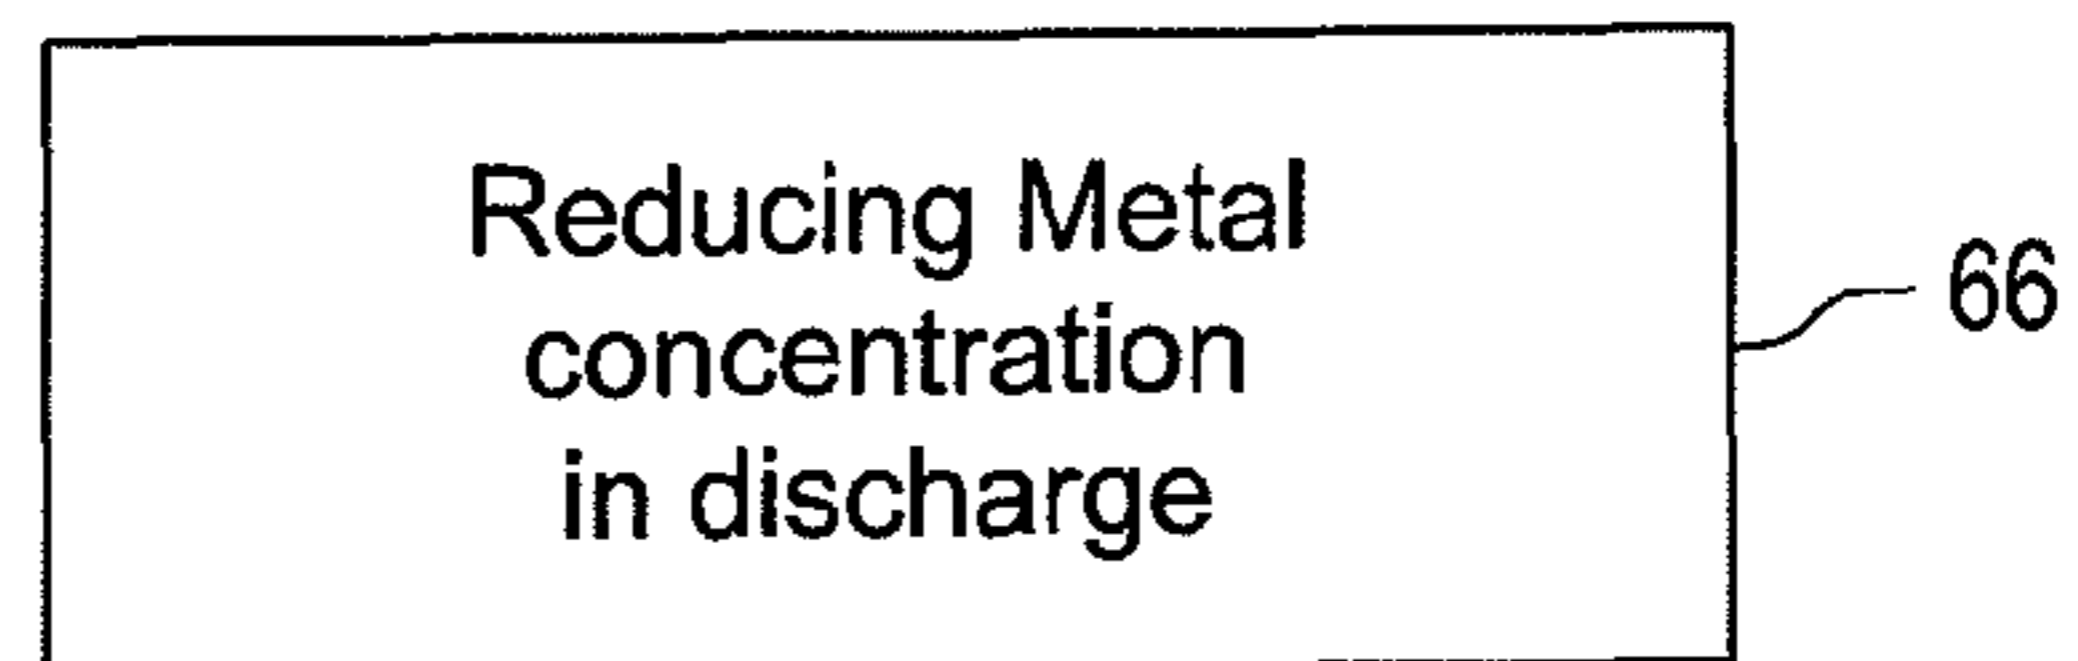 Reducing Metal
concentration
in discharge
66